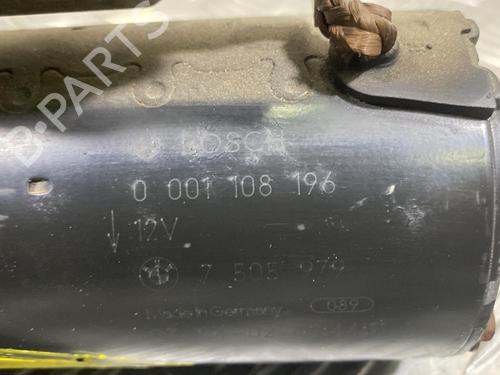 B-PARTS
BOSCH
0 001 108 196
12V
7 505 979
Made in Germany 089